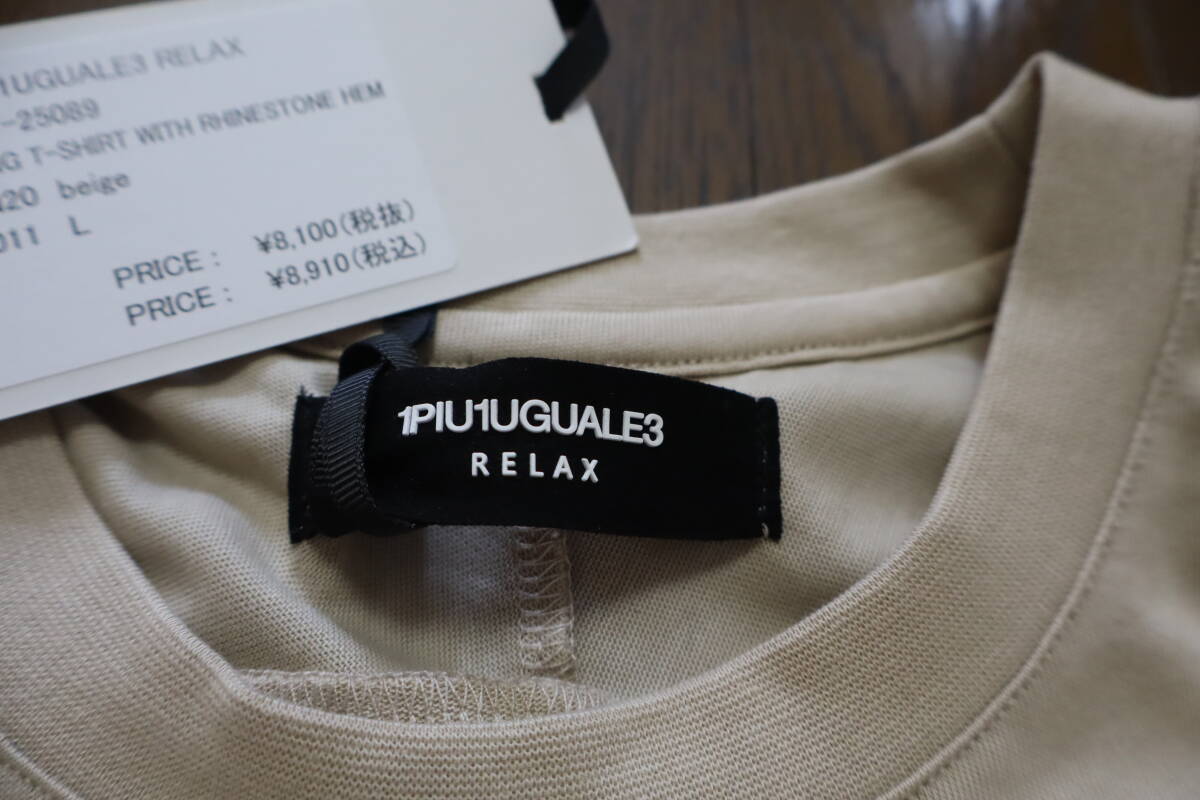 1UGUALE3 RELAX
-25089
NG T-SHIRT WITH RHINESTONE HEM
20 beige
011 L
PRICE : ¥8,100(税抜)
PRICE : ¥8,910(税込)
1PIU1UGUALE3
RELAX